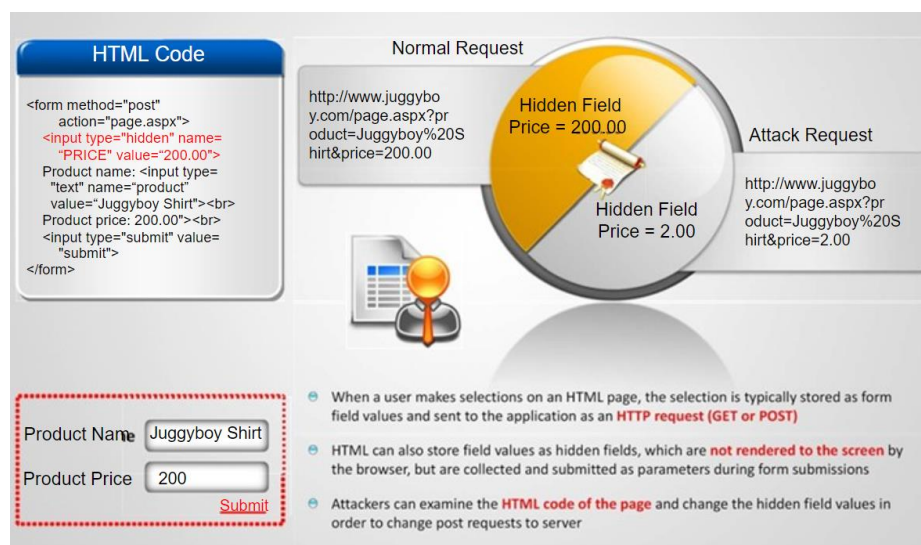 HTML Code
<form method="post"
action="page.aspx">
<input type="hidden" name=
“PRICE" value=“200.00">
Product name: <input type=
"text" name=“product”
value=“Juggyboy Shirt"><br>
Product price: 200.00"><br>
<input type="submit" value=
"submit">
</form>
Normal Request
http://www.juggybo
y.com/page.aspx?pr
oduct=Juggyboy%20S
hirt&price=200.00
Hidden Field
Price = 200.00
Attack Request
http://www.juggybo
y.com/page.aspx?pr
oduct=Juggyboy%20S
hirt&price=2.00
Hidden Field
Price = 2.00
Product Name
Juggyboy Shirt
Product Price
200
Submit
When a user makes selections on an HTML page, the selection is typically stored as form
field values and sent to the application as an HTTP request (GET or POST)
HTML can also store field values as hidden fields, which are not rendered to the screen by
the browser, but are collected and submitted as parameters during form submissions
Attackers can examine the HTML code of the page and change the hidden field values in
order to change post requests to server